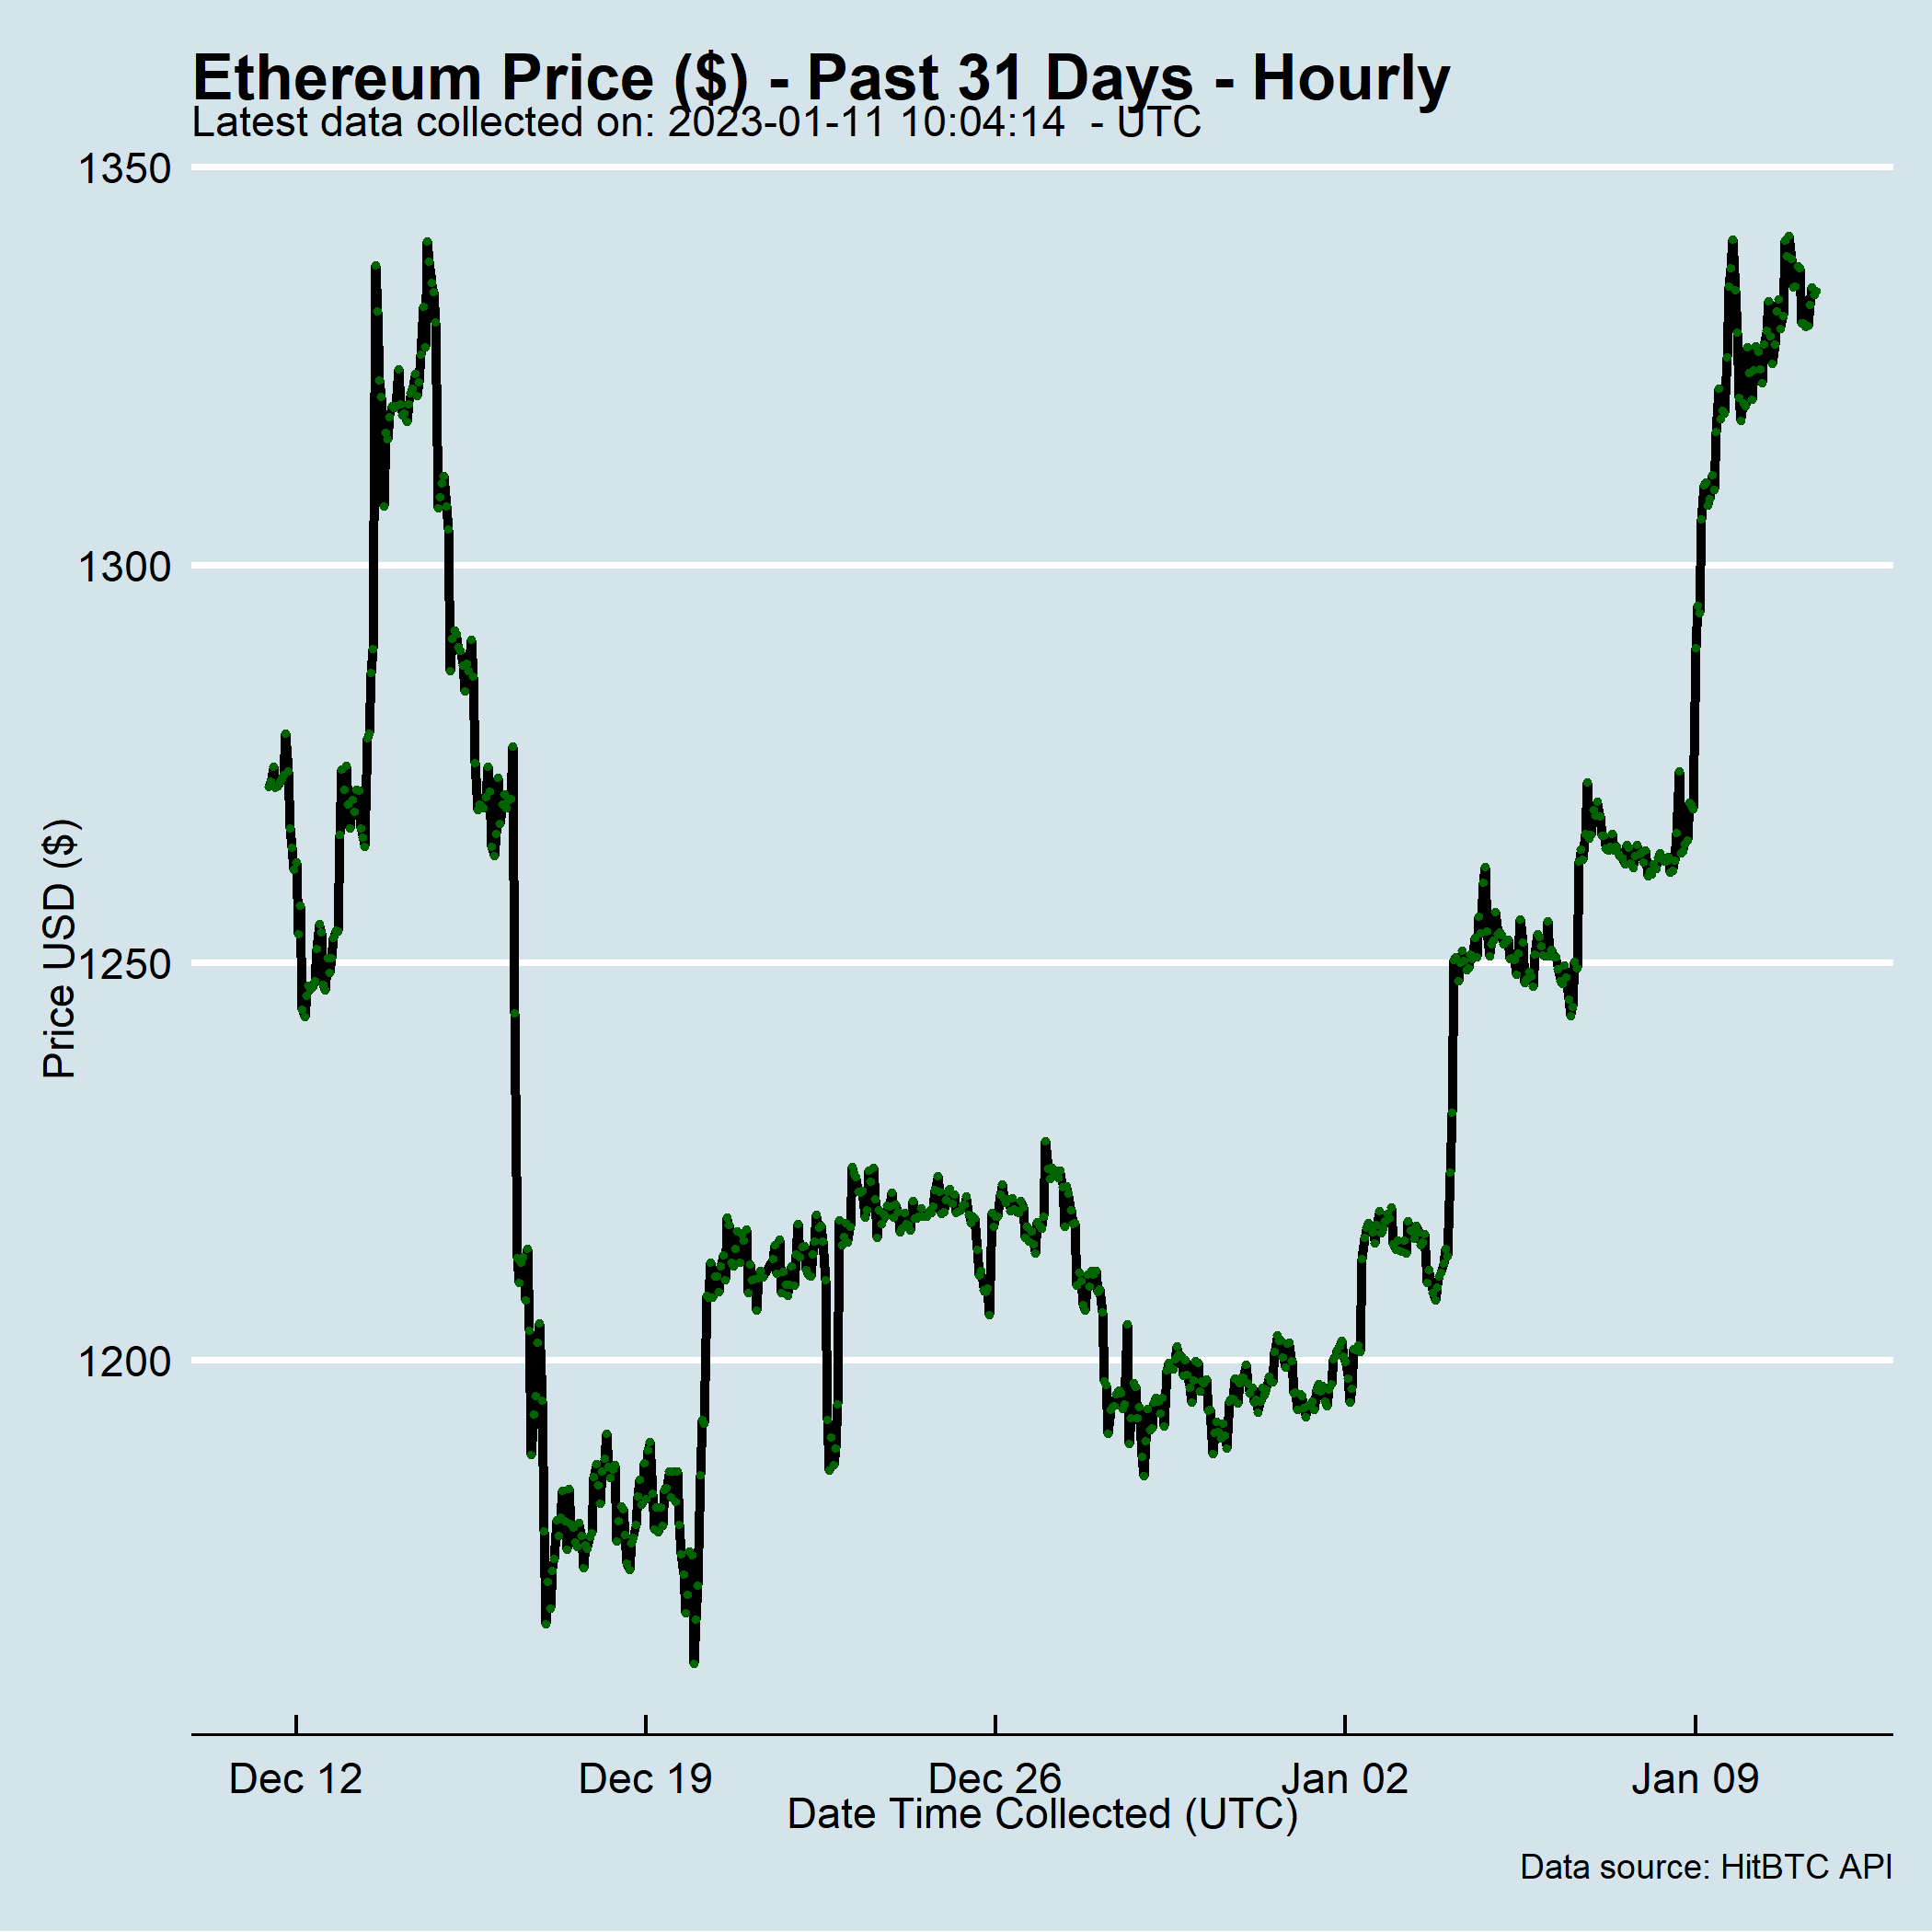 Ethereum Price ($) - Past 31 Days - Hourly
Latest data collected on: 2023-01-11 10:04:14  - UTC
1350
1300
1250
1200
Price USD ($)
Dec 12
Dec 19
Dec 26
Jan 02
Jan 09
Date Time Collected (UTC)
Data source: HitBTC API